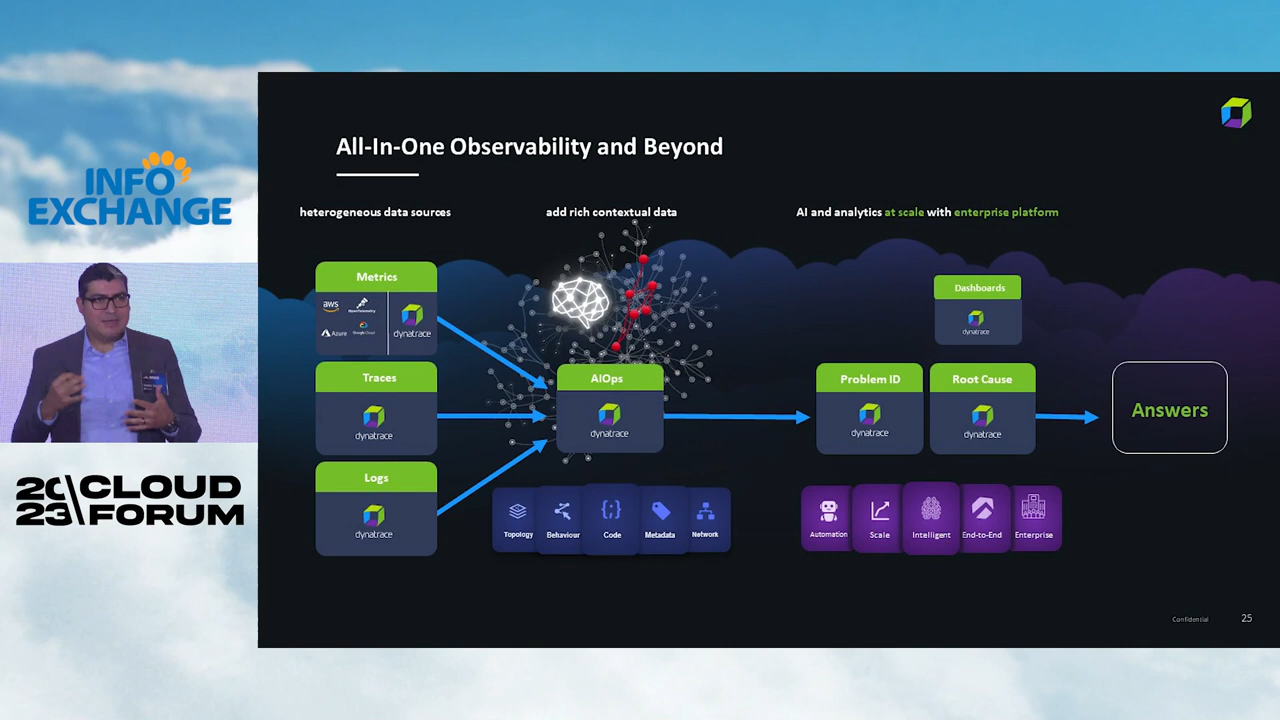 INFO
EXCHANGE
20\CLOUD
23\FORUM
All-In-One Observability and Beyond
heterogeneous data sources
add rich contextual data
AI and analytics at scale with enterprise platform
Metrics
aws
OpenTelemetry
Azure
Google Cloud
dynatrace
Traces
dynatrace
Logs
dynatrace
AIOps
dynatrace
Topology
Behaviour
Code
Metadata
Network
Dashboards
dynatrace
Problem ID
dynatrace
Root Cause
dynatrace
Answers
Automation
Scale
Intelligent
End-to-End
Enterprise
Confidential
25